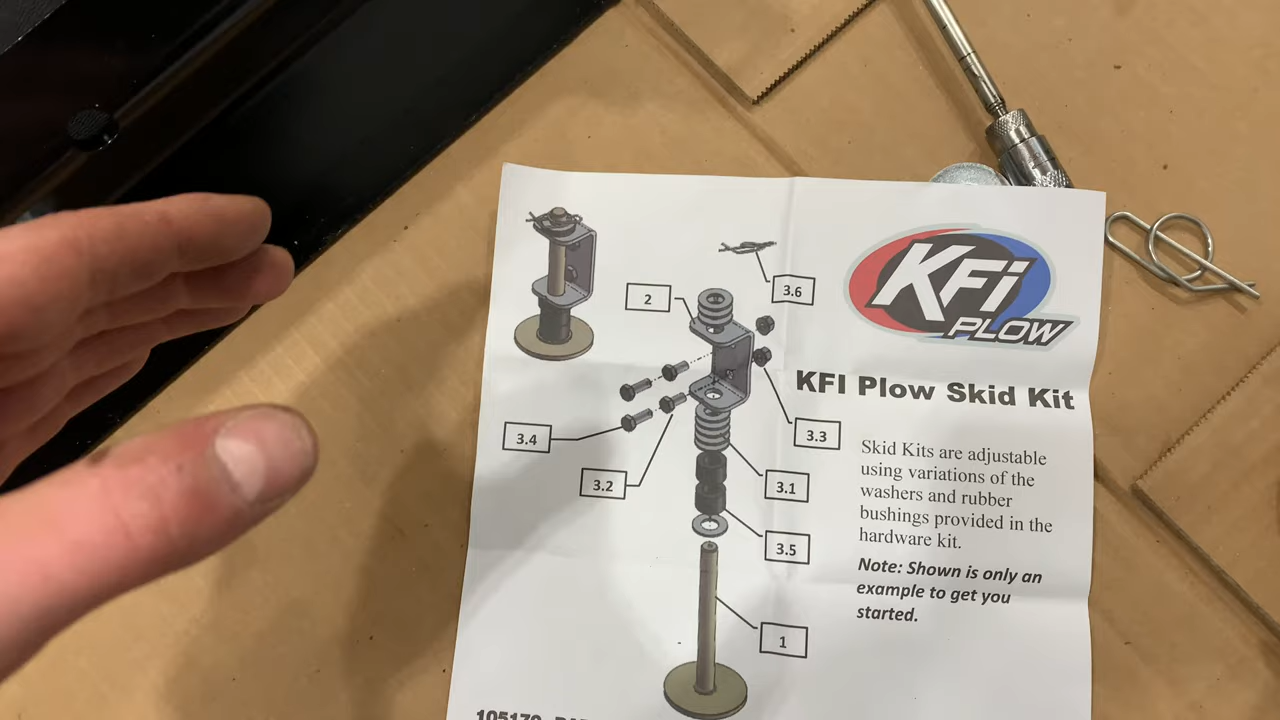 3.6
2
KFi
PLOW
KFI Plow Skid Kit
3.4
3.3
3.2
3.1
3.5
1
Skid Kits are adjustable
using variations of the
washers and rubber
bushings provided in the
hardware kit.
Note: Shown is only an
example to get you
started.